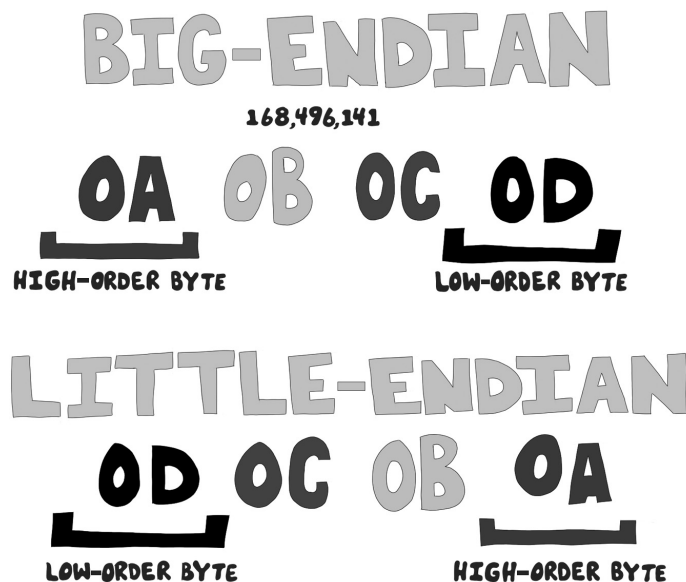 BIG-ENDIAN
168,496,141
0A 0B 0C 0D
HIGH-ORDER BYTE LOW-ORDER BYTE
LITTLE-ENDIAN
0D 0C 0B 0A
LOW-ORDER BYTE HIGH-ORDER BYTE